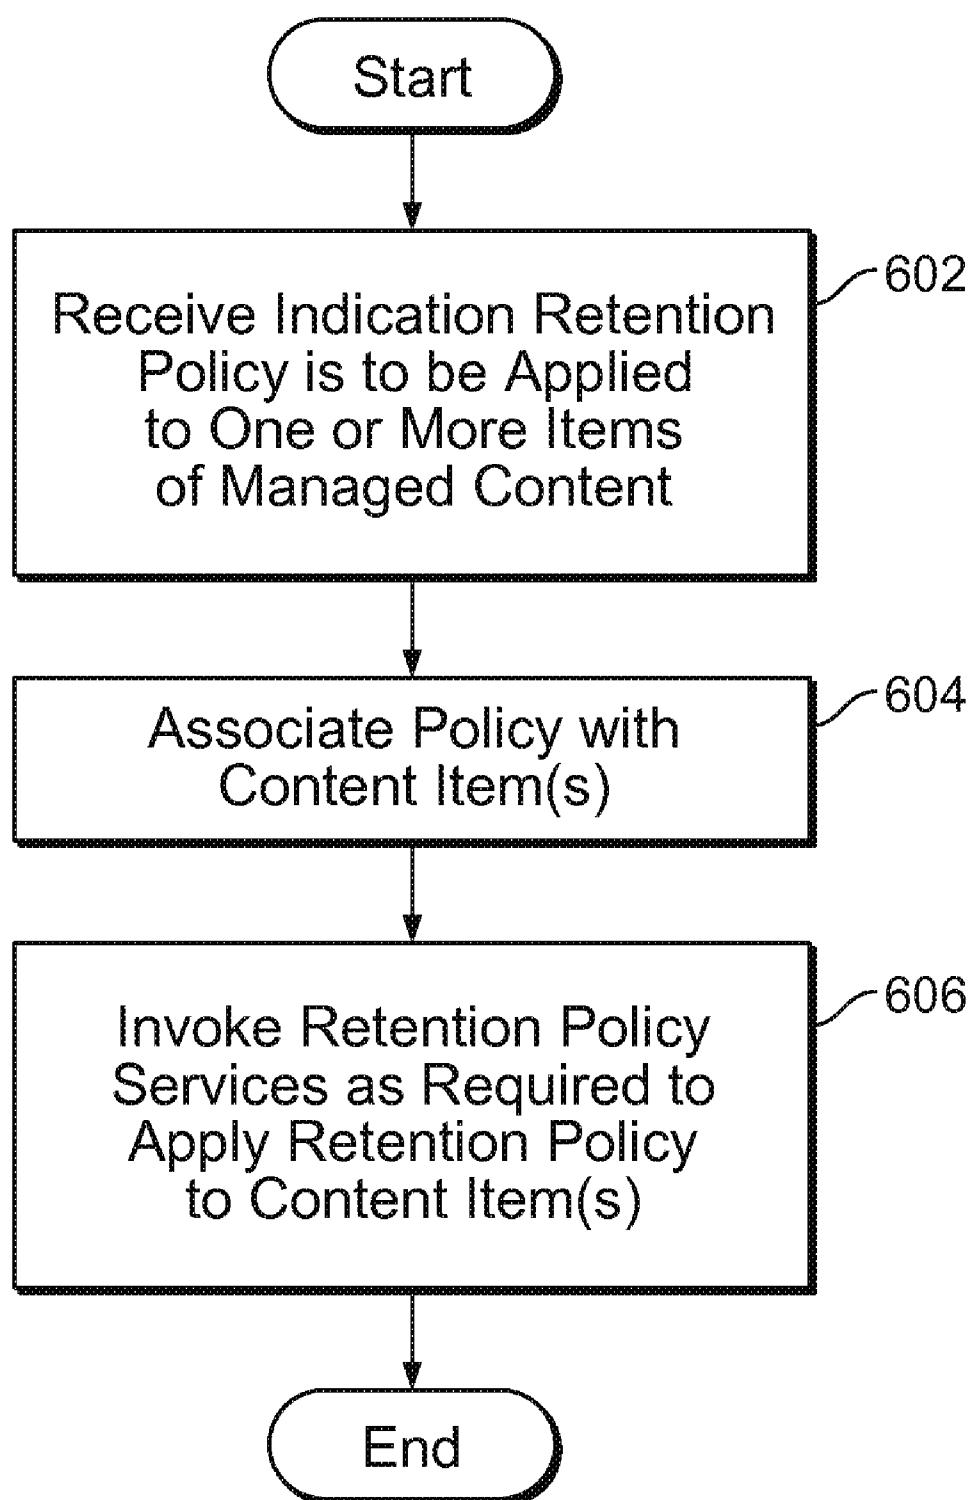 Start
602
Receive Indication Retention
Policy is to be Applied
to One or More Items
of Managed Content
604
Associate Policy with
Content Item(s)
606
Invoke Retention Policy
Services as Required to
Apply Retention Policy
to Content Item(s)
End